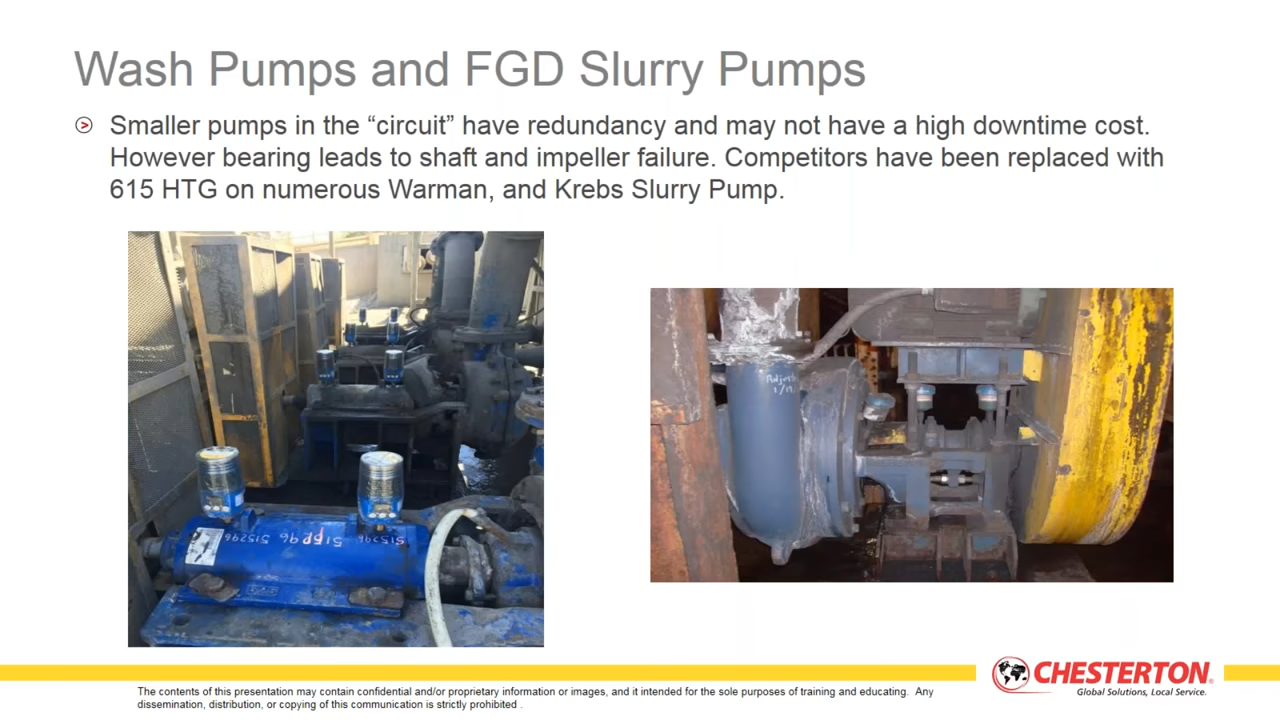 Wash Pumps and FGD Slurry Pumps
Smaller pumps in the “circuit” have redundancy and may not have a high downtime cost.
However bearing leads to shaft and impeller failure. Competitors have been replaced with
615 HTG on numerous Warman, and Krebs Slurry Pump.
515296
CHESTERTON
Global Solutions, Local Service.
The contents of this presentation may contain confidential and/or proprietary information or images, and it intended for the sole purposes of training and educating. Any
dissemination, distribution, or copying of this communication is strictly prohibited .